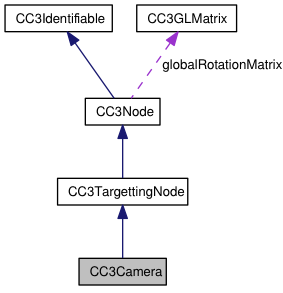 CC3Identifiable
CC3GLMatrix
globalRotationMatrix
CC3Node
CC3TargettingNode
CC3Camera